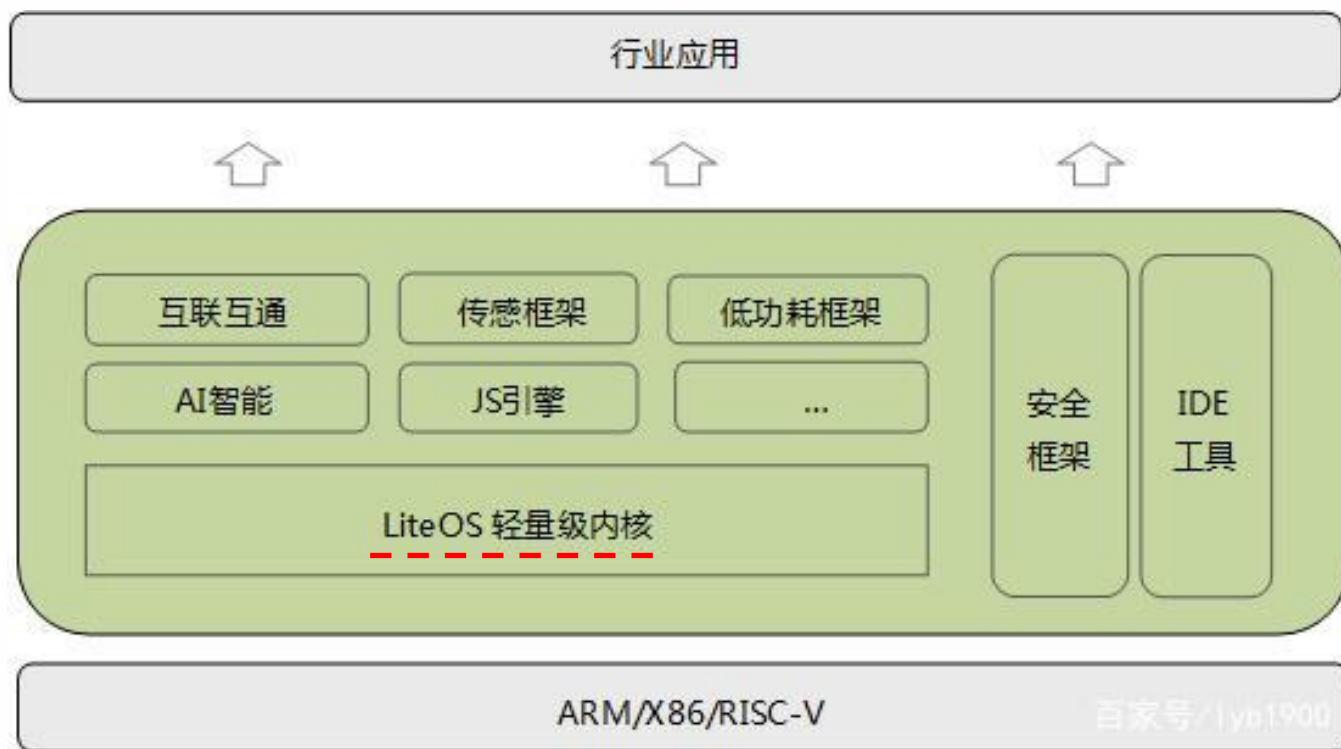 行业应用
互联互通
传感框架
低功耗框架
AI智能
JS引擎
...
安全
框架
IDE
工具
LiteOS 轻量级内核
ARM/X86/RISC-V
百家号/lyb1900